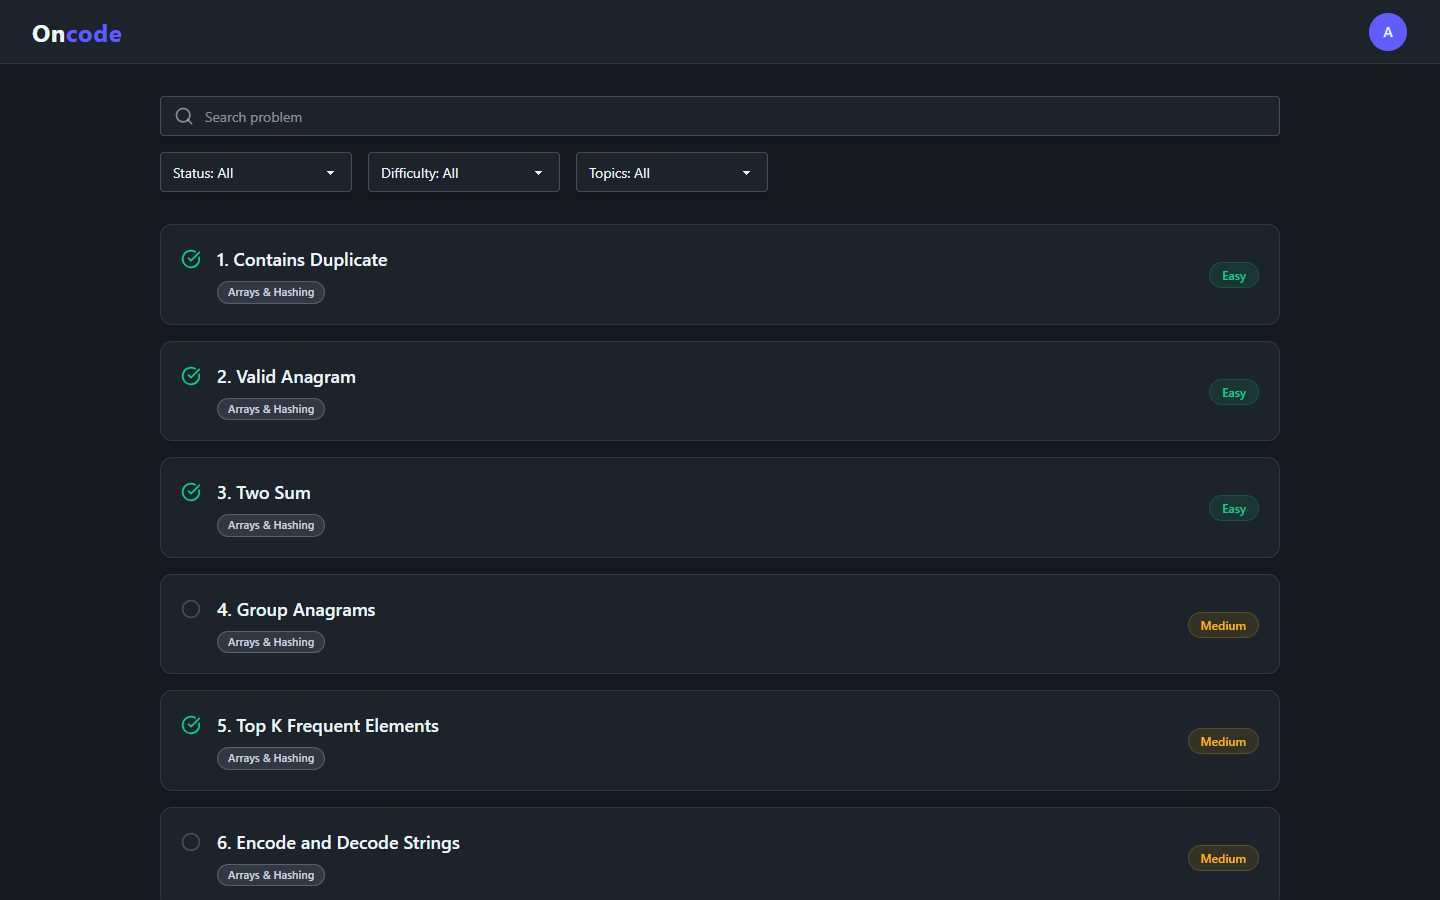 Oncode
A
Search problem
Status: All
Difficulty: All
Topics: All
1. Contains Duplicate
Arrays & Hashing
Easy
2. Valid Anagram
Arrays & Hashing
Easy
3. Two Sum
Arrays & Hashing
Easy
4. Group Anagrams
Arrays & Hashing
Medium
5. Top K Frequent Elements
Arrays & Hashing
Medium
6. Encode and Decode Strings
Arrays & Hashing
Medium